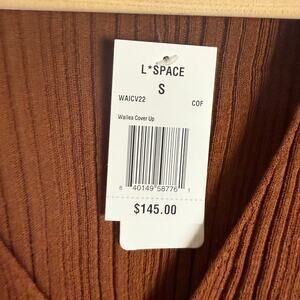 L*SPACE
S
WAICV22 COF
Wailea Cover Up
6 40149 58776 1
$145.00